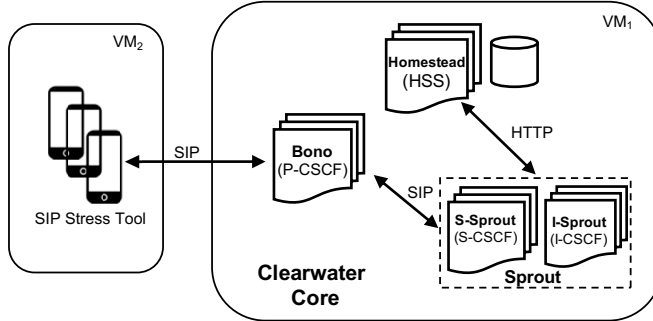 VM2
VM1
Homestead
(HSS)
HTTP
SIP
Bono
(P-CSCF)
SIP Stress Tool
SIP
S-Sprout
(S-CSCF)
I-Sprout
(I-CSCF)
Sprout
Clearwater
Core